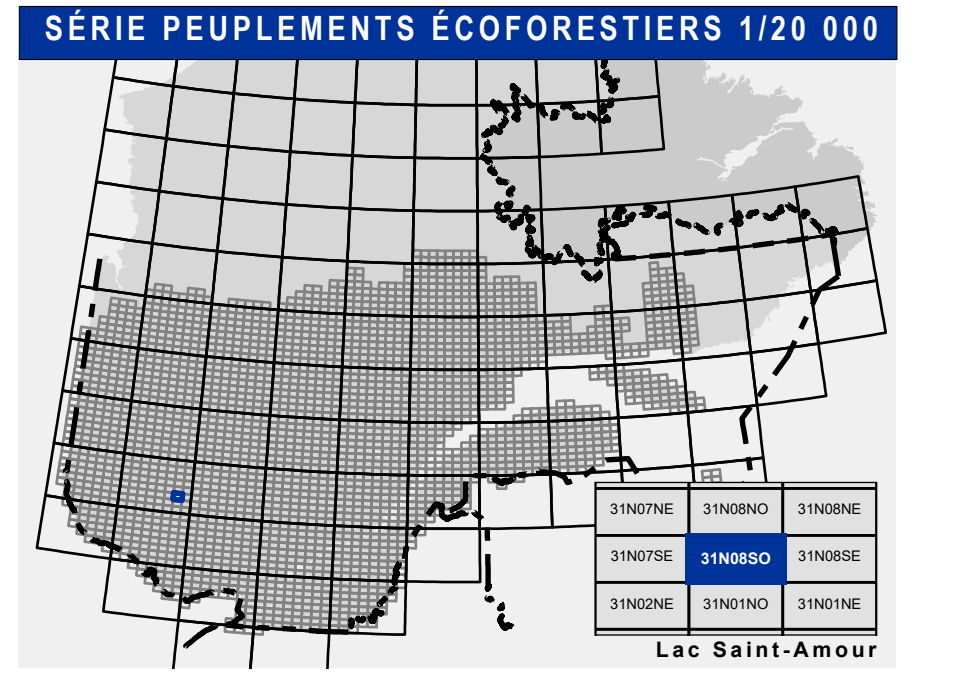 SÉRIE PEUPLEMENTS ÉCOFORESTIERS 1/20 000
31N07NE 31N08NO 31N08NE
31N07SE 31N08SO 31N08SE
31N02NE 31N01NO 31N01NE
Lac Saint-Amour